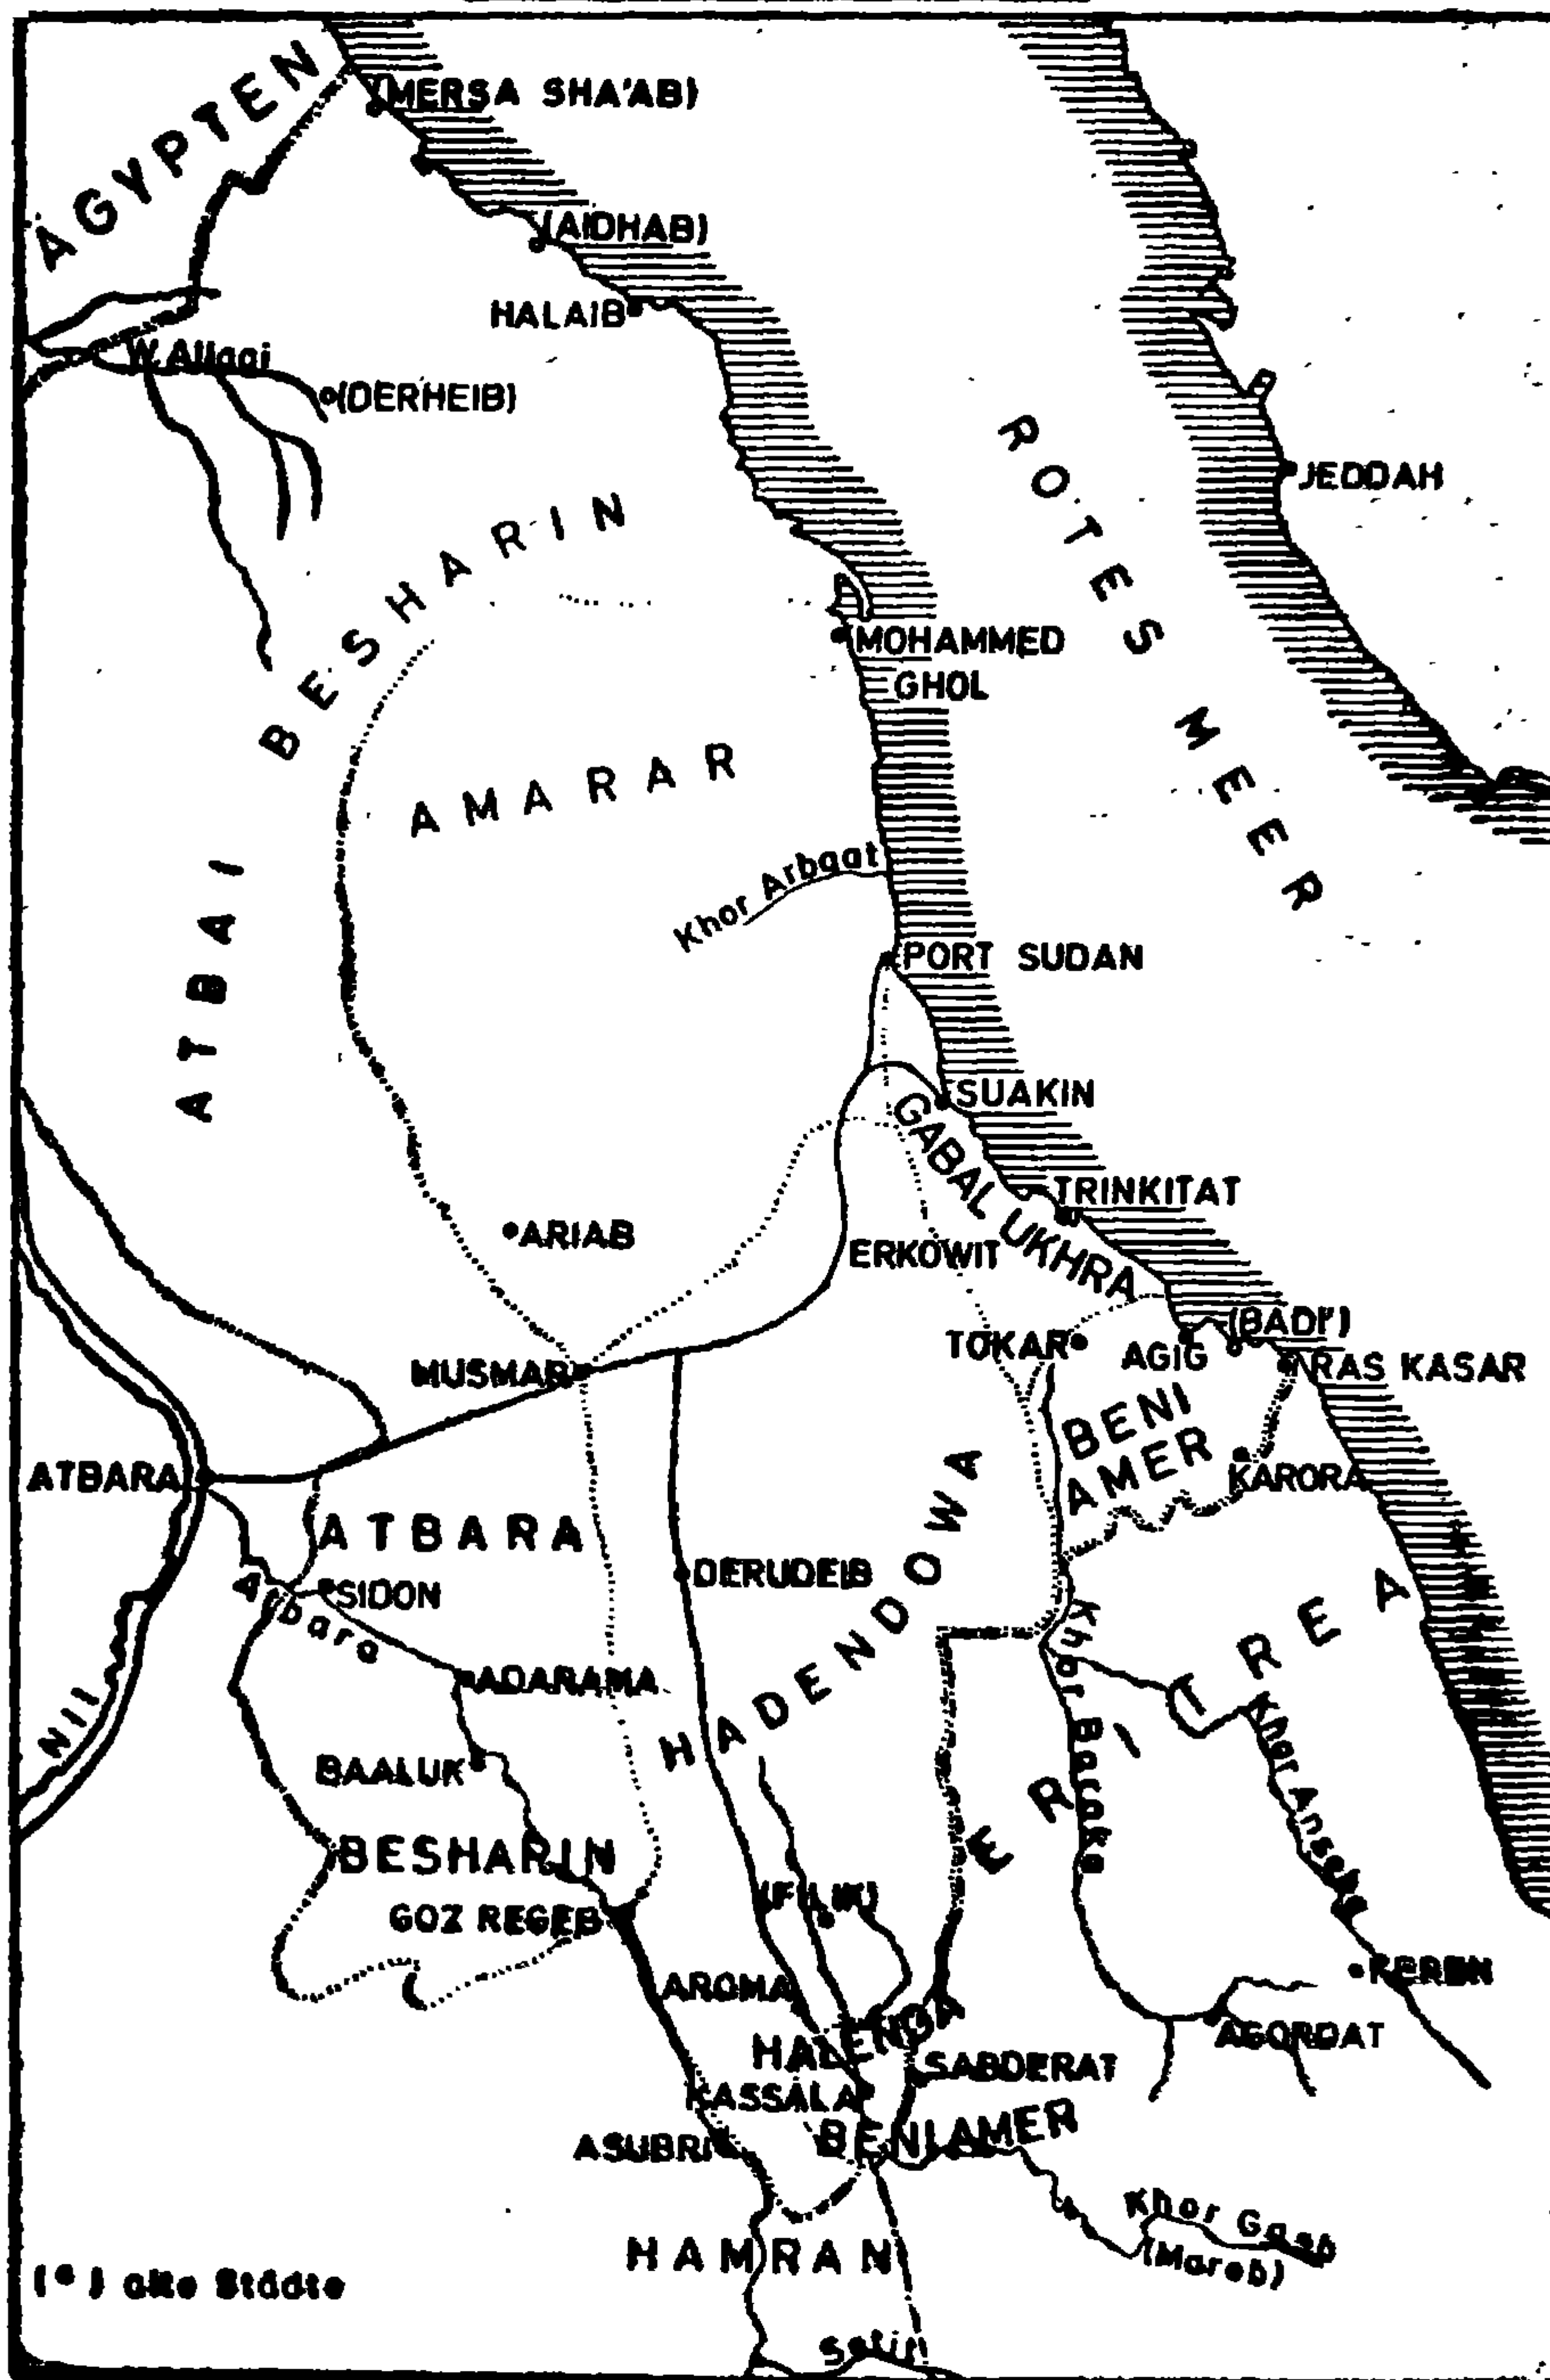 ÄGYPTEN
(MERSA SHA'AB)
(AIDHAB)
HALAIB
W. Allaqi
(DERHEIB)
ROTES MEER
JEDDAH
BESHARIN
MOHAMMED
GHOL
AMARAR
Khor Arbaat
ATBAI
PORT SUDAN
SUAKIN
GABAL UKHRA
TRINKITAT
ARIAB
ERKOWIT
(BADI')
TOKAR
AGIG
RAS KASAR
MUSMAR
BENI
AMER
KARORA
ATBARA
ATBARA
DERUDEIB
SIDON
Atbara
HADENDOWA
ERITREA
Khor Baraka
ADARAMA
NIL
Khor Anseba
BAALUK
BESHARIN
(FILIK)
GOZ REGEB
KEREN
AROMA
AGORDAT
HALENGA
SABDERAT
KASSALA
BENI AMER
ASUBRI
Khor Gash
(Mareb)
HAMRAN
(°) alte Städte
Setit